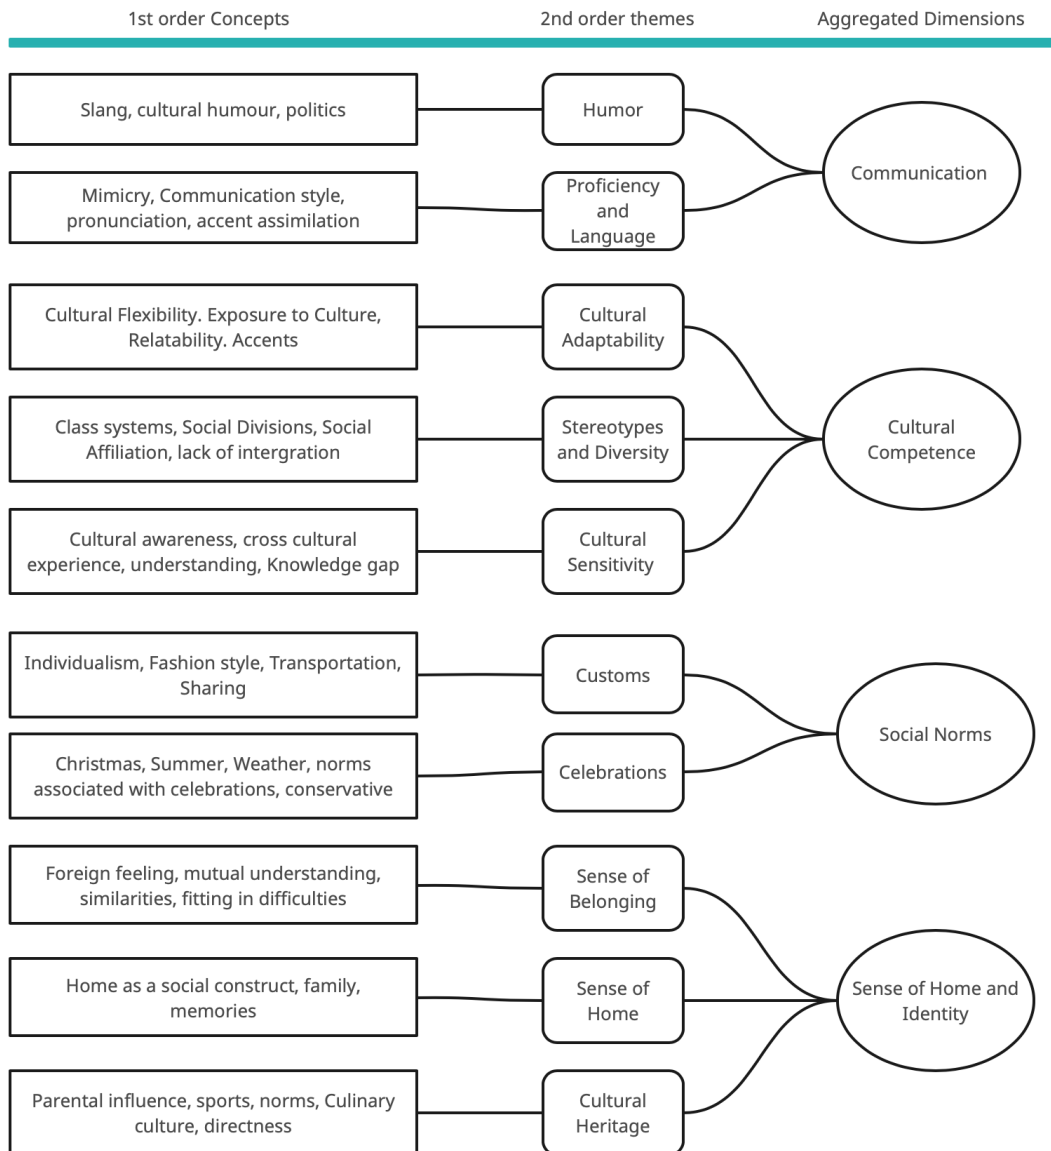 1st order Concepts
2nd order themes
Aggregated Dimensions
Slang, cultural humour, politics
Humor
Communication
Mimicry, Communication style,
pronunciation, accent assimilation
Proficiency
and
Language
Cultural Flexibility. Exposure to Culture,
Relatability. Accents
Cultural
Adaptability
Class systems, Social Divisions, Social
Affiliation, lack of intergration
Stereotypes
and Diversity
Cultural
Competence
Cultural awareness, cross cultural
experience, understanding, Knowledge gap
Cultural
Sensitivity
Individualism, Fashion style, Transportation,
Sharing
Customs
Social Norms
Christmas, Summer, Weather, norms
associated with celebrations, conservative
Celebrations
Foreign feeling, mutual understanding,
similarities, fitting in difficulties
Sense of
Belonging
Home as a social construct, family,
memories
Sense of
Home
Sense of Home and
Identity
Parental influence, sports, norms, Culinary
culture, directness
Cultural
Heritage